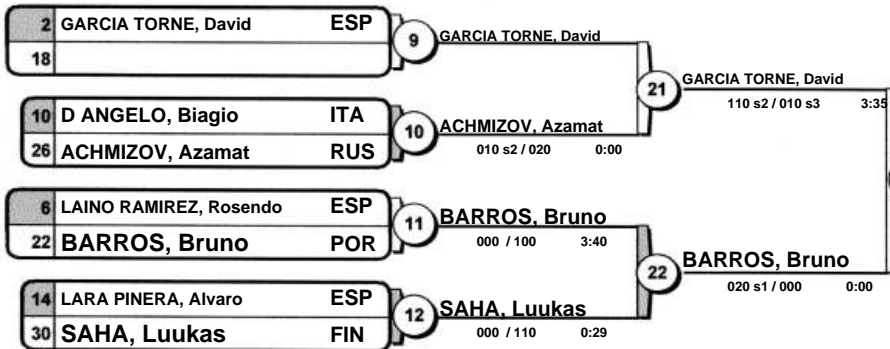 2 GARCIA TORNE, David ESP
18
9 GARCIA TORNE, David
21 GARCIA TORNE, David
110 s2 / 010 s3 3:35
10 D ANGELO, Biagio ITA
26 ACHMIZOV, Azamat RUS
10 ACHMIZOV, Azamat
010 s2 / 020 0:00
6 LAINO RAMIREZ, Rosendo ESP
22 BARROS, Bruno POR
11 BARROS, Bruno
000 / 100 3:40
22 BARROS, Bruno
020 s1 / 000 0:00
14 LARA PINERA, Alvaro ESP
30 SAHA, Luukas FIN
12 SAHA, Luukas
000 / 110 0:29